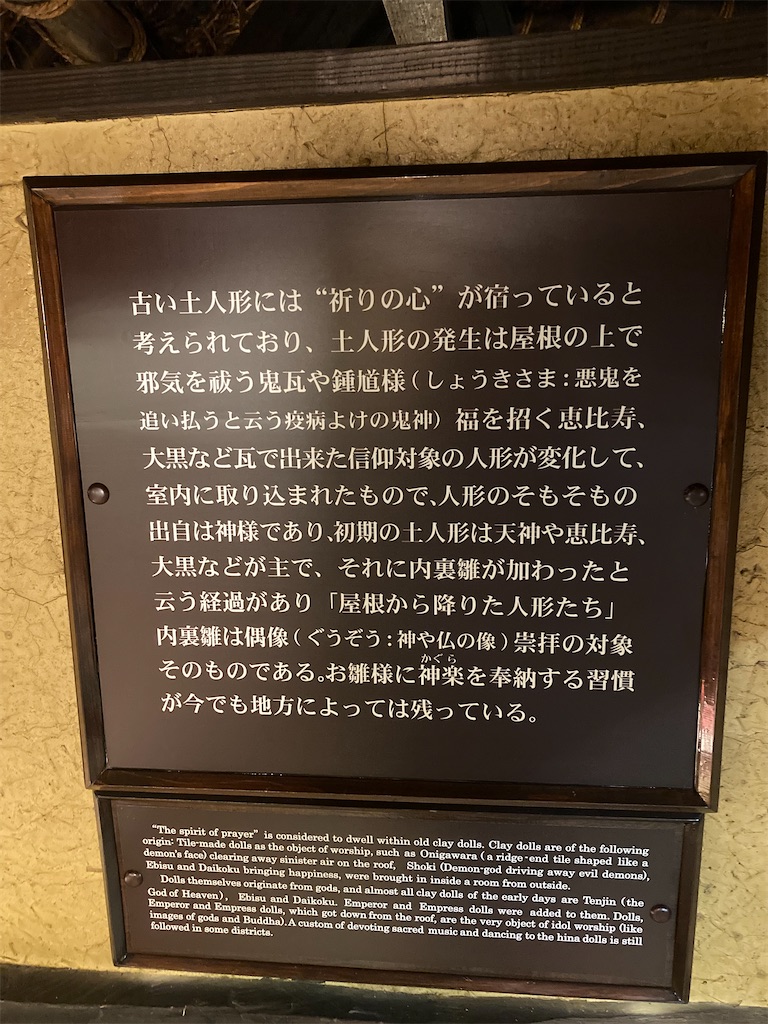 古い土人形には“祈りの心”が宿っていると
考えられており、土人形の発生は屋根の上で
邪気を祓う鬼瓦や鍾馗様(しょうきさま:悪鬼を
追い払うと云う疫病よけの鬼神)福を招く恵比寿、
大黒など瓦で出来た信仰対象の人形が変化して、
室内に取り込まれたもので、人形のそもそもの
出自は神様であり、初期の土人形は天神や恵比寿、
大黒などが主で、それに内裏雛が加わったと
云う経過があり「屋根から降りた人形たち」
内裏雛は偶像(ぐうぞう:神や仏の像)崇拝の対象
かぐら
そのものである。お雛様に神楽を奉納する習慣
が今でも地方によっては残っている。
“The spirit of prayer” is considered to dwell within old clay dolls. Clay dolls are of the following
origin: Tile-made dolls as the object of worship, such as Onigawara (a ridge-end tile shaped like a
demon's face) clearing away sinister air on the roof, Shoki (Demon-god driving away evil demons),
Ebisu and Daikoku bringing happiness, were brought in inside a room from outside.
Dolls themselves originate from gods, and almost all clay dolls of the early days are Tenjin (the
God of Heaven), Ebisu and Daikoku. Emperor and Empress dolls were added to them. Dolls,
Emperor and Empress dolls, which got down from the roof, are the very object of idol worship (like
images of gods and Buddha). A custom of devoting sacred music and dancing to the hina dolls is still
followed in some districts.